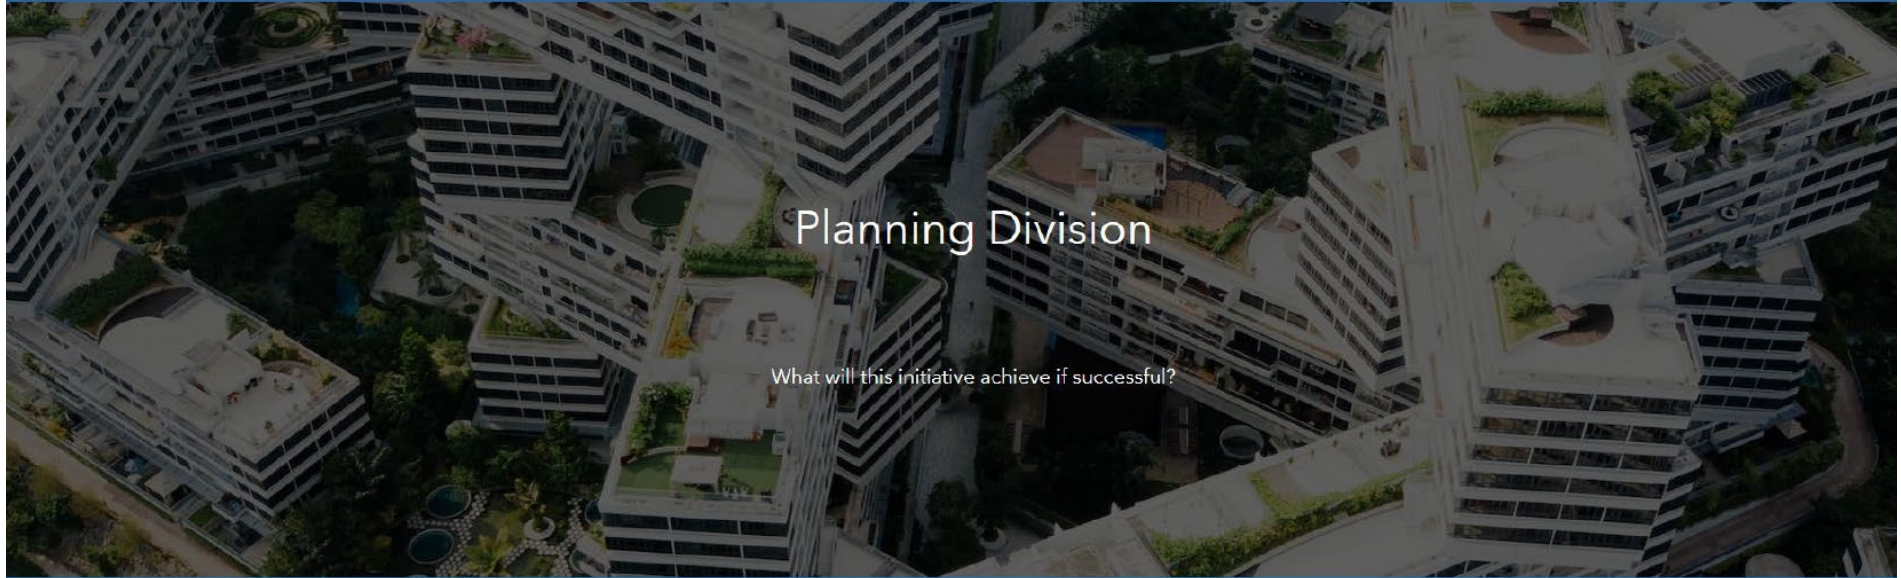 Planning Division
What will this initiative achieve if successful?